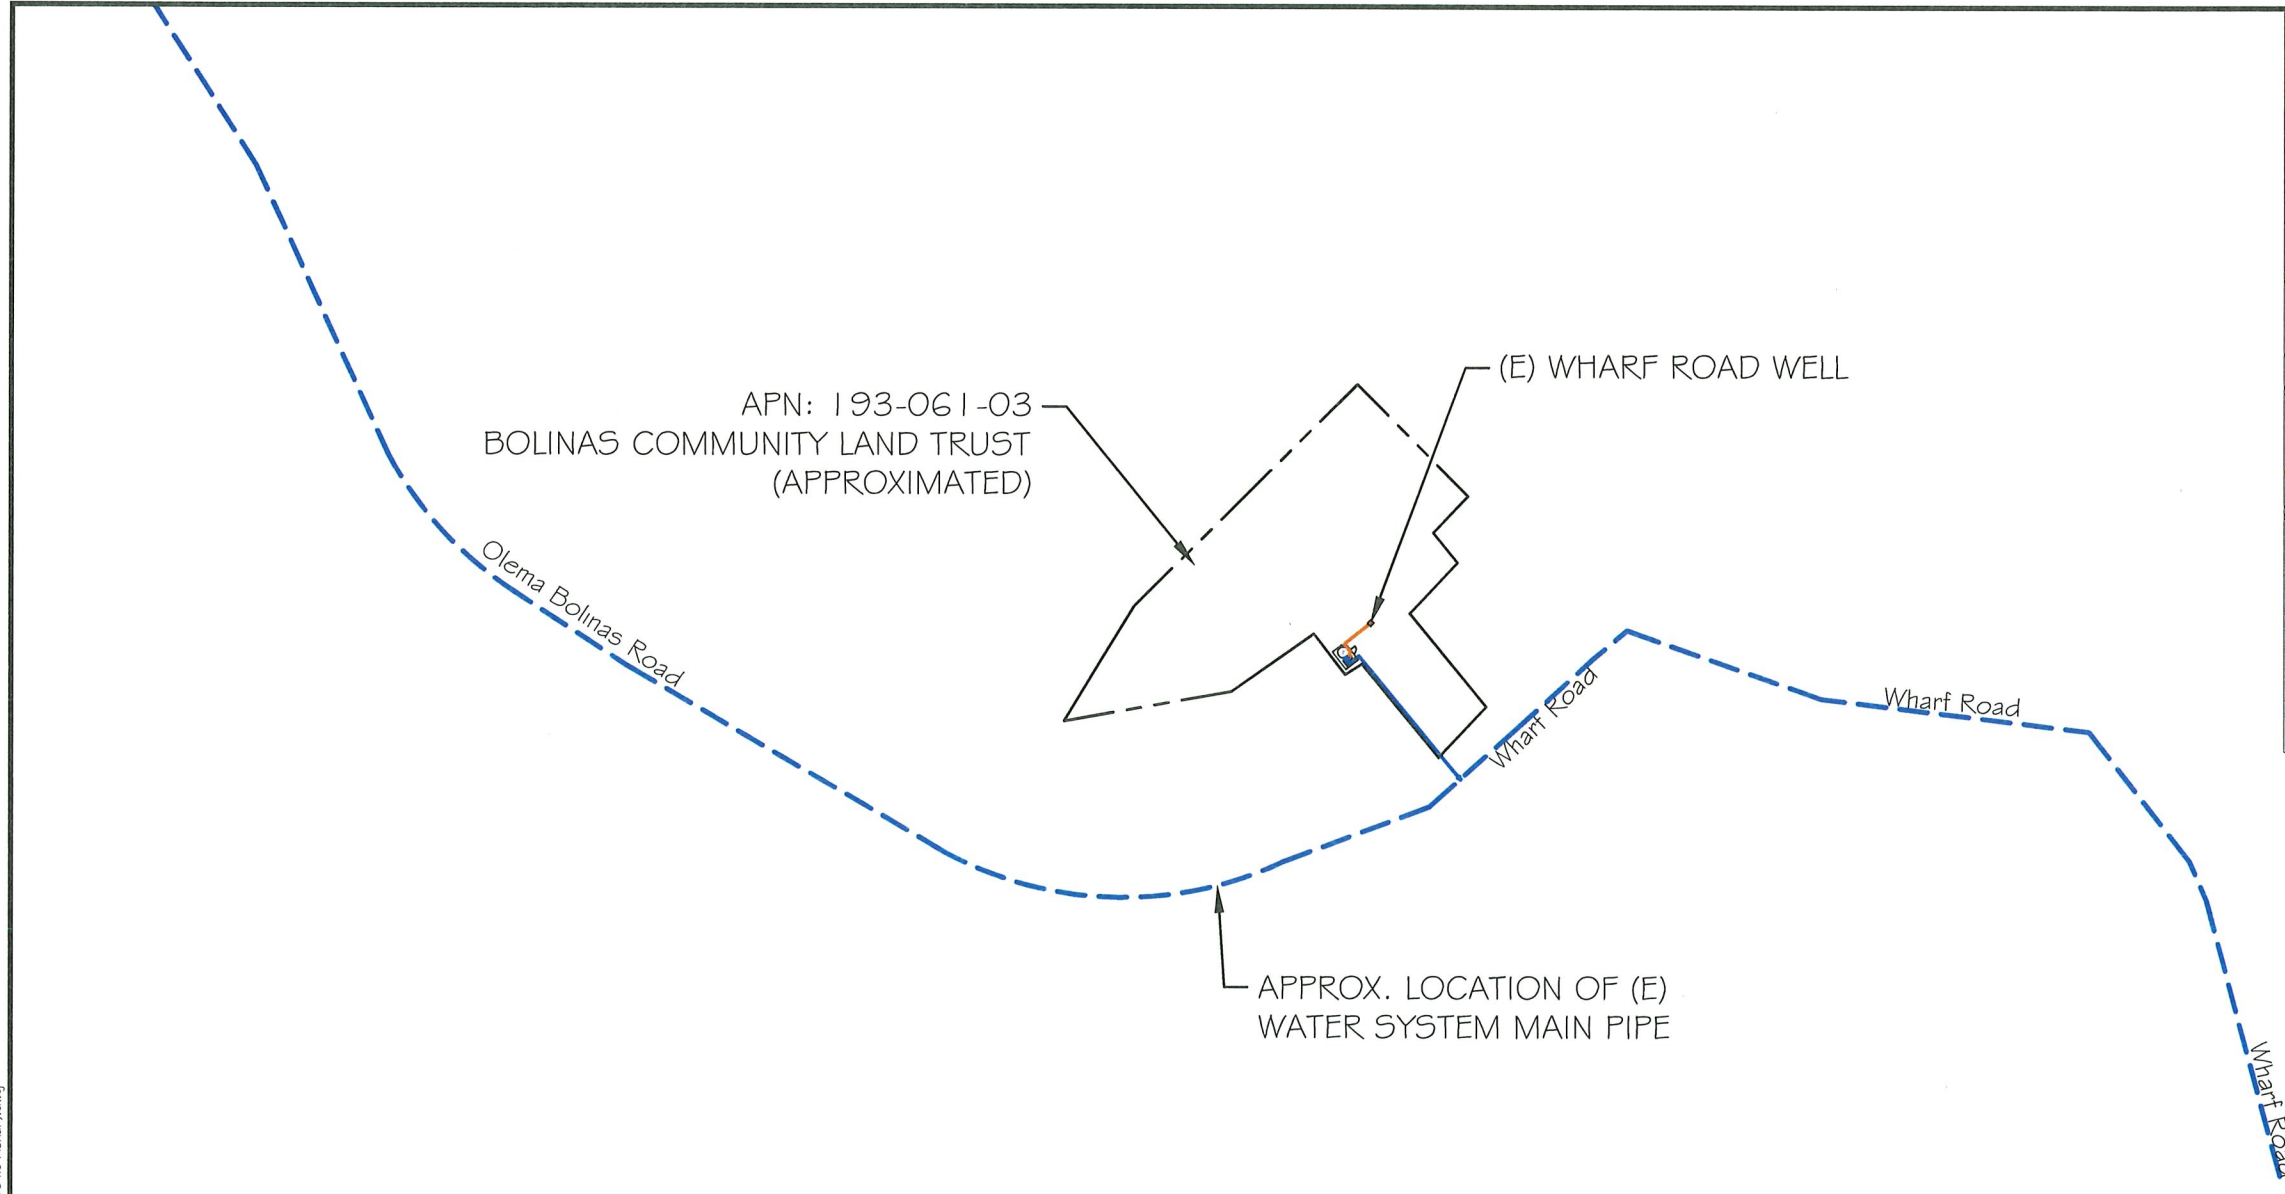 (E) WHARF ROAD WELL
APN: 193-061-03
BOLINAS COMMUNITY LAND TRUST
(APPROXIMATED)
Olema Bolinas Road
Wharf Road
Wharf Road
APPROX. LOCATION OF (E)
WATER SYSTEM MAIN PIPE
Wharf Road